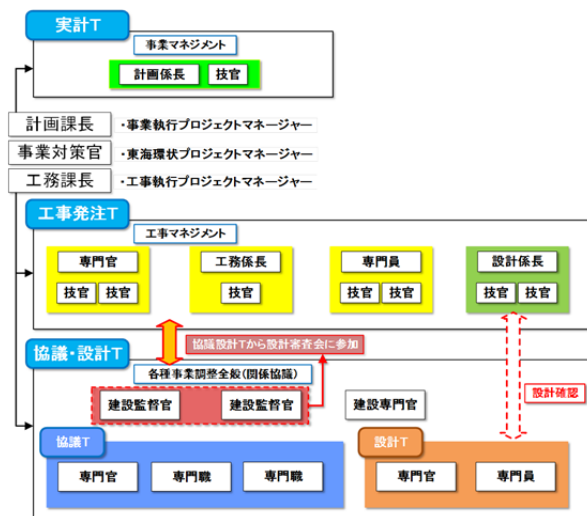 実計T
事業マネジメント
計画係長 技官
計画課長 ・事業執行プロジェクトマネージャー
事業対策官 ・東海環状プロジェクトマネージャー
工務課長 ・工事執行プロジェクトマネージャー
工事発注T
工事マネジメント
専門官 工務係長 専門員 設計係長
技官 技官 技官 技官 技官 技官 技官
協議設計Tから設計審査会に参加
協議・設計T
各種事業調整全般(関係協議)
設計確認
建設監督官 建設監督官 建設専門官
協議T 設計T
専門官 専門職 専門職 専門官 専門員